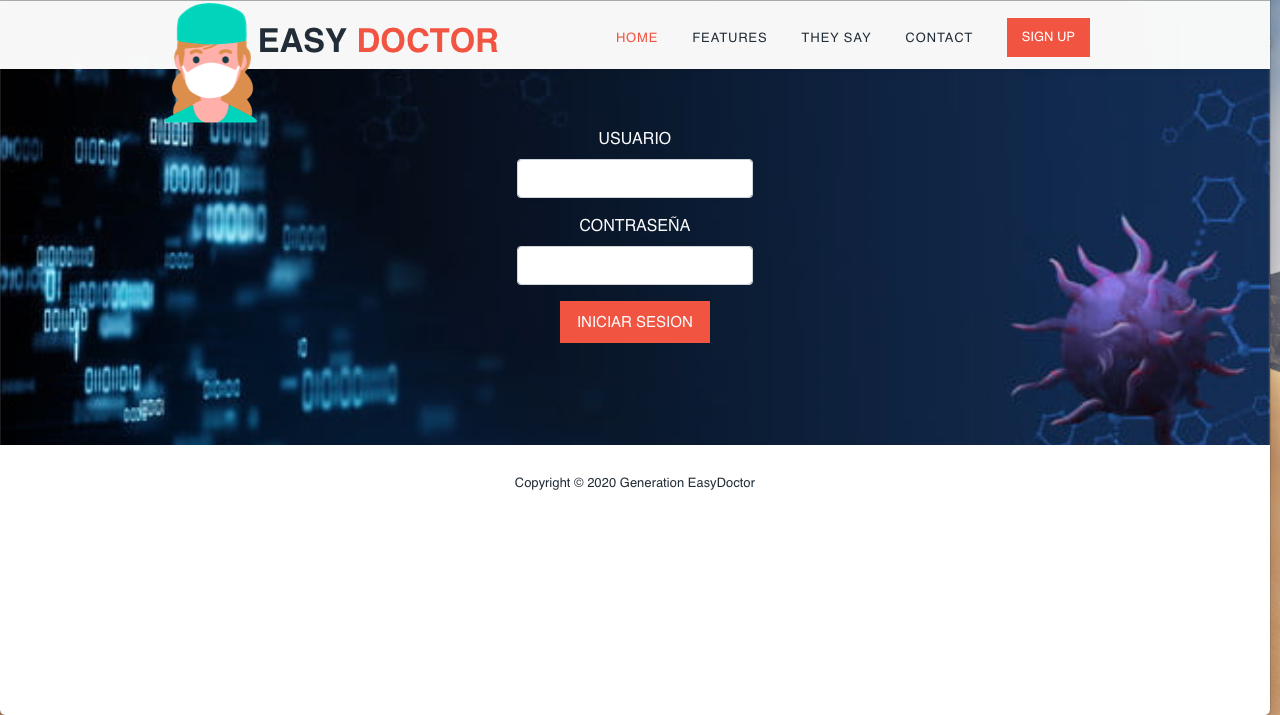 EASY DOCTOR
HOME FEATURES THEY SAY CONTACT SIGN UP
USUARIO
CONTRASEÑA
INICIAR SESION
Copyright © 2020 Generation EasyDoctor